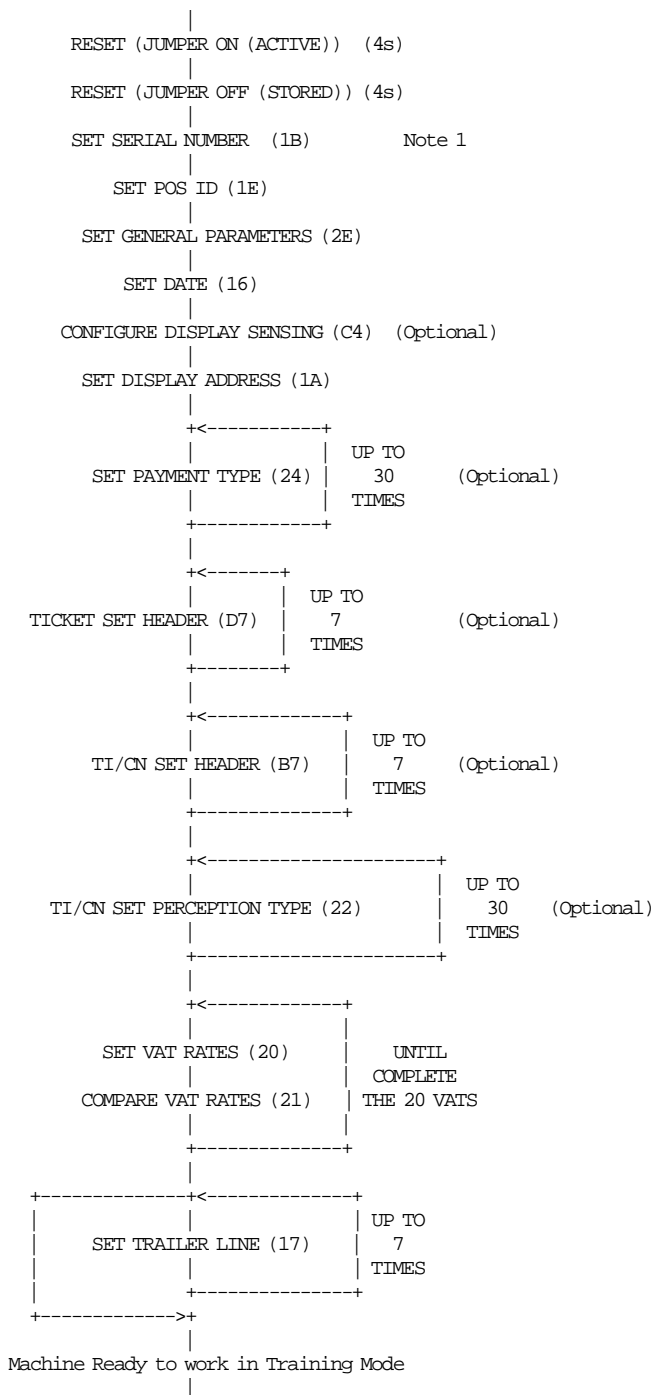 RESET (JUMPER ON (ACTIVE)) (4s)
RESET (JUMPER OFF (STORED)) (4s)
SET SERIAL NUMBER (1B) Note 1
SET POS ID (1E)
SET GENERAL PARAMETERS (2E)
SET DATE (16)
CONFIGURE DISPLAY SENSING (C4) (Optional)
SET DISPLAY ADDRESS (1A)
UP TO
SET PAYMENT TYPE (24) 30 (Optional)
TIMES
UP TO
TICKET SET HEADER (D7) 7 (Optional)
TIMES
UP TO
TI/CN SET HEADER (B7) 7 (Optional)
TIMES
UP TO
TI/CN SET PERCEPTION TYPE (22) 30 (Optional)
TIMES
SET VAT RATES (20) UNTIL
COMPLETE
COMPARE VAT RATES (21) THE 20 VATS
UP TO
SET TRAILER LINE (17) 7
TIMES
Machine Ready to work in Training Mode